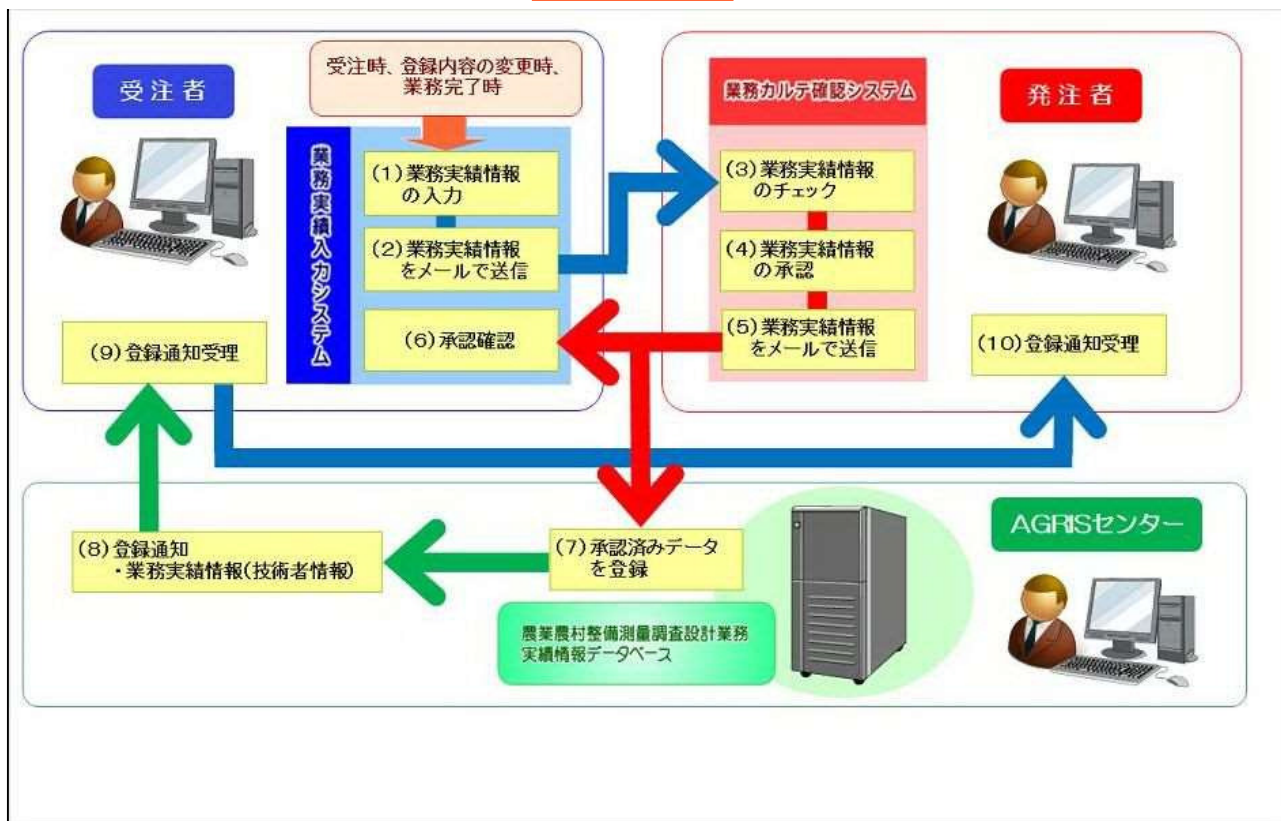 受注者
受注時、登録内容の変更時、
業務完了時
業務実績入力システム
(1)業務実績情報
の入力
(2)業務実績情報
をメールで送信
(6)承認確認
(9)登録通知受理
業務カルテ確認システム
発注者
(3)業務実績情報
のチェック
(4)業務実績情報
の承認
(5)業務実績情報
をメールで送信
(10)登録通知受理
AGRISセンター
(7)承認済みデータ
を登録
(8)登録通知
・業務実績情報(技術者情報)
農業農村整備測量調査設計業務
実績情報データベース